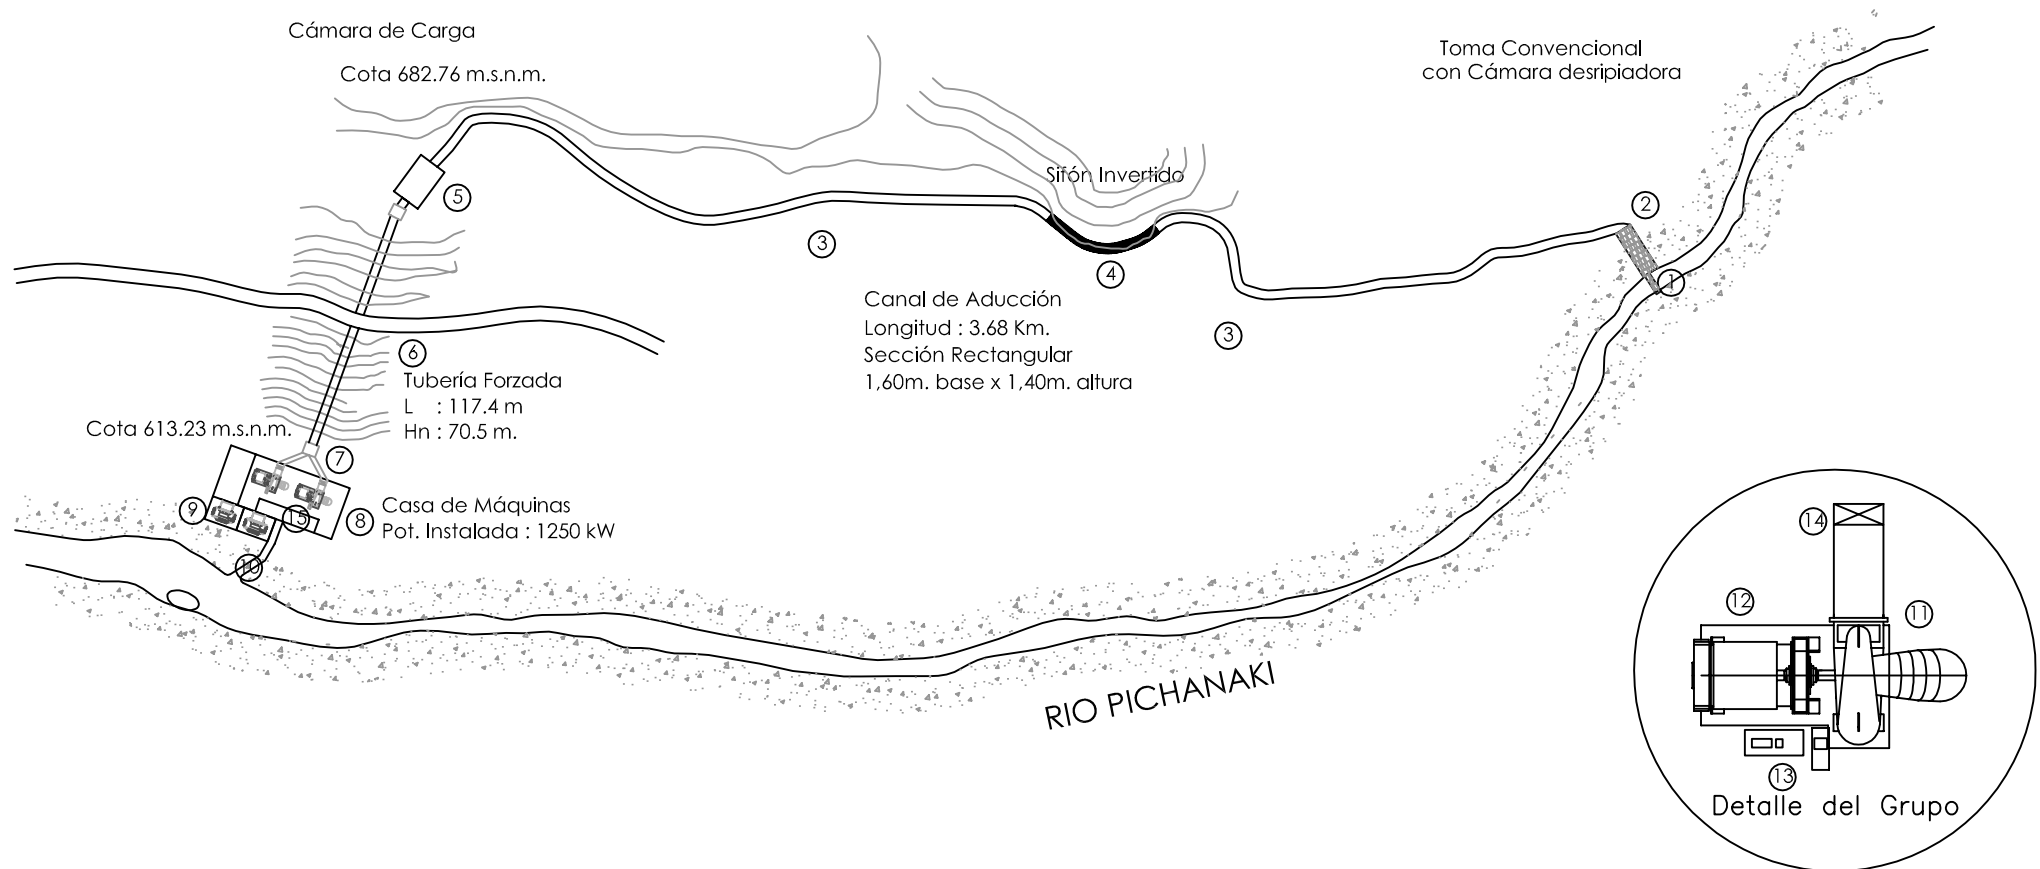 Cámara de Carga
Cota 682.76 m.s.n.m.
Toma Convencional
con Cámara desripiadora
Sifón Invertido
5
2
3
4
1
Canal de Aducción
Longitud : 3.68 Km.
Sección Rectangular
1,60m. base x 1,40m. altura
3
6
Tubería Forzada
L : 117.4 m
Hn : 70.5 m.
Cota 613.23 m.s.n.m.
7
9
15
8
Casa de Máquinas
Pot. Instalada : 1250 kW
10
RIO PICHANAKI
14
12
11
13
Detalle del Grupo